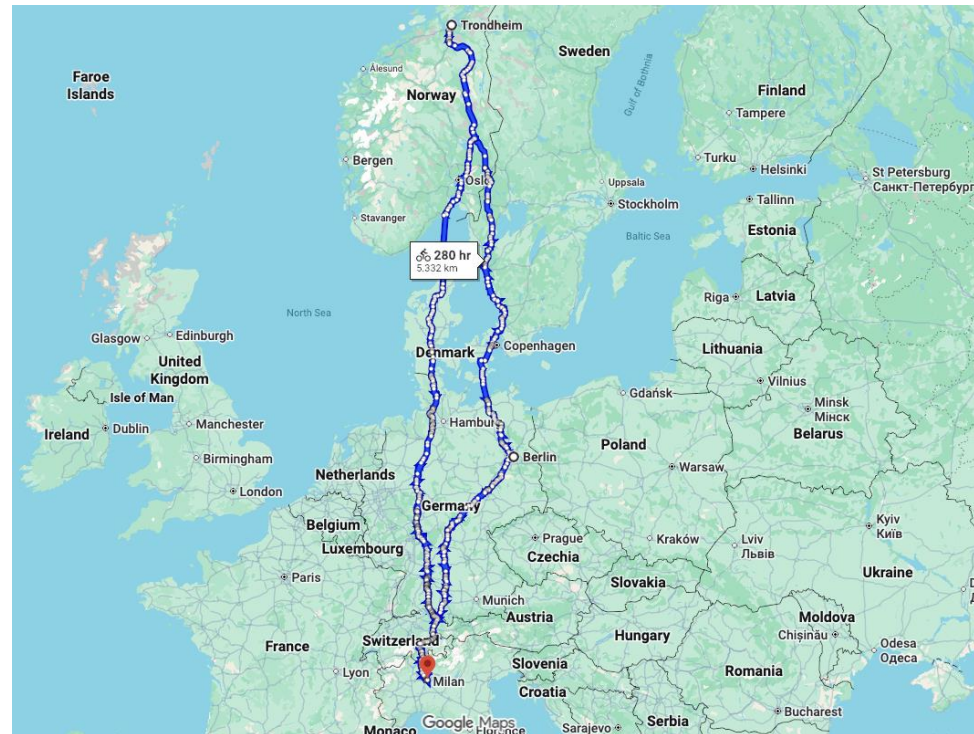 Trondheim
Sweden
Faroe
Islands
Ålesund
Gulf of Bothnia
Norway
Finland
Tampere
Bergen
Turku
Helsinki
St Petersburg
Санкт-Петербург
Oslo
Uppsala
Stockholm
Tallinn
Stavanger
Estonia
Baltic Sea
280 hr
5.332 km
Riga
Latvia
North Sea
Glasgow
Edinburgh
Denmark
Copenhagen
Lithuania
United
Kingdom
Vilnius
Isle of Man
Gdańsk
Minsk
Мінск
Ireland
Dublin
Manchester
Hamburg
Belarus
Birmingham
Berlin
Poland
Warsaw
Netherlands
London
Germany
Belgium
Kyiv
Київ
Prague
Kraków
Lviv
Львів
Luxembourg
Czechia
Paris
Ukraine
Slovakia
Munich
Austria
Moldova
Chișinău
Switzerland
Hungary
France
Odesa
Одеса
Slovenia
Lyon
Milan
Romania
Croatia
Google Maps
Bucharest
Serbia
Monaco
Florence
Sarajevo